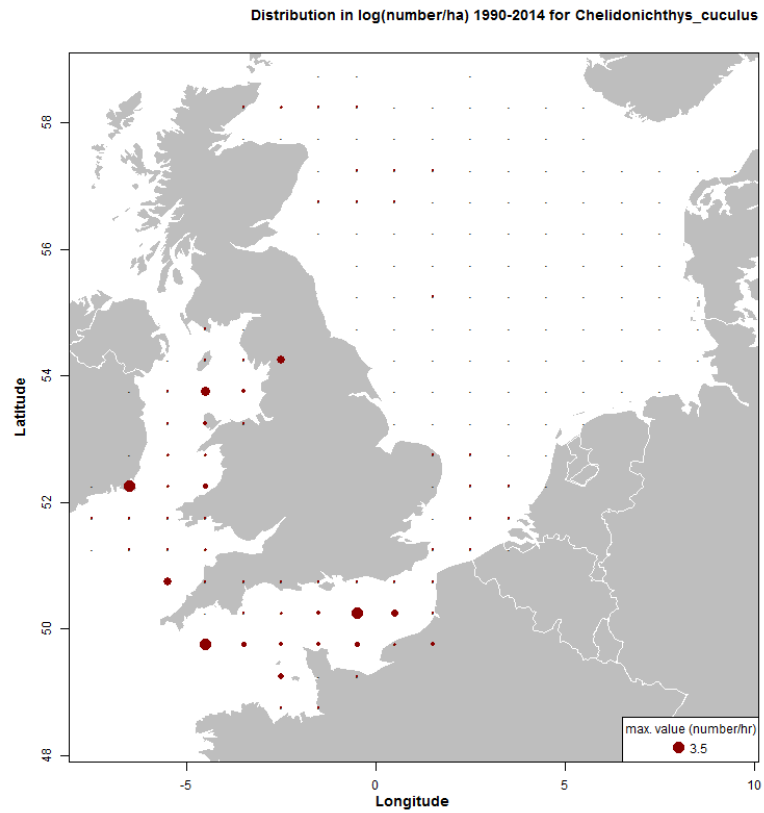 Distribution in log(number/ha) 1990-2014 for Chelidonichthys_cuculus
58
56
54
52
50
48
Latitude
-5
0
5
10
Longitude
max. value (number/hr)
3.5